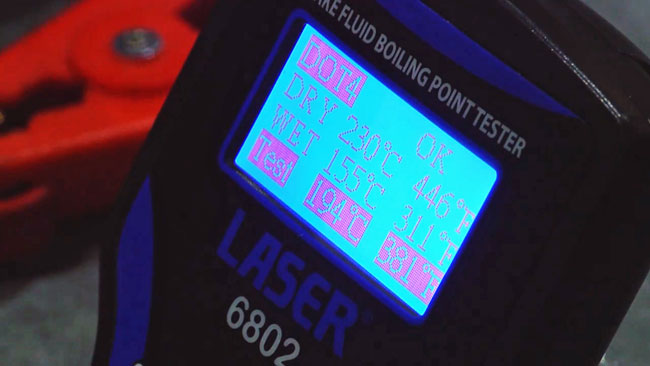 KE FLUID BOILING POINT TESTER
DOT4 OK
DRY 230°C 446°F
WET 155°C 311°F
Test 194°C 381°F
LASER®
6802